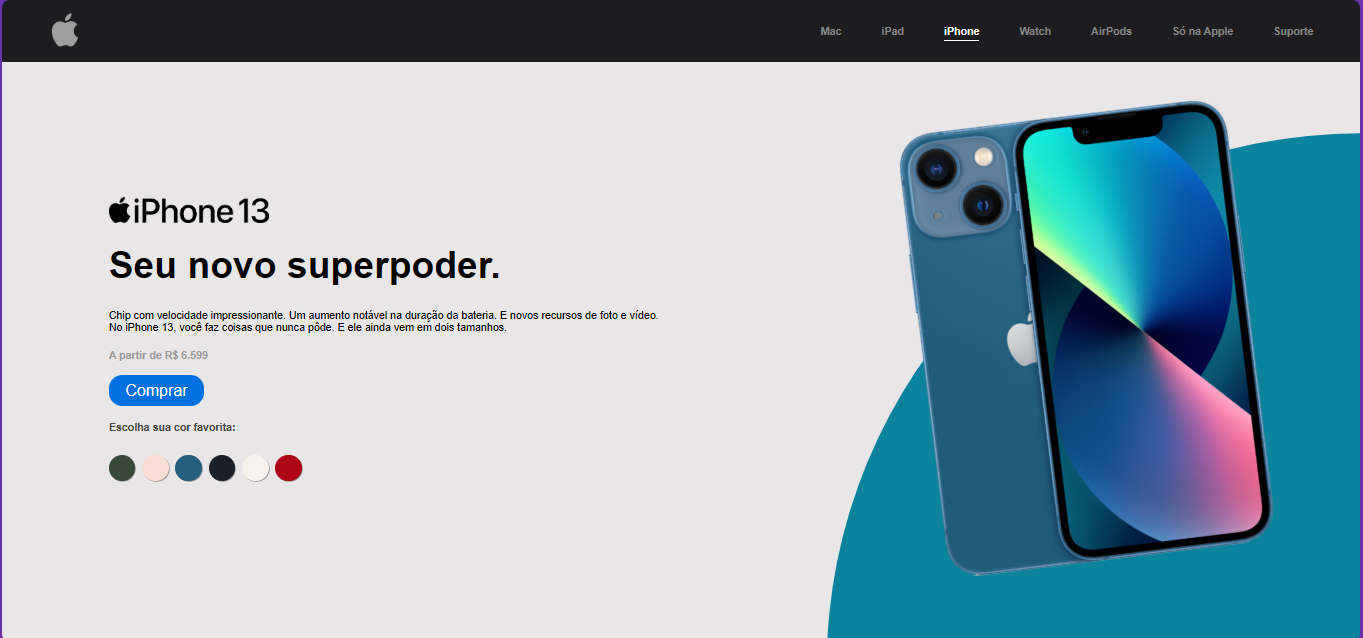 Mac iPad iPhone Watch AirPods Só na Apple Suporte
iPhone 13
Seu novo superpoder.
Chip com velocidade impressionante. Um aumento notável na duração da bateria. E novos recursos de foto e vídeo.
No iPhone 13, você faz coisas que nunca pôde. E ele ainda vem em dois tamanhos.
A partir de R$ 6.599
Comprar
Escolha sua cor favorita: